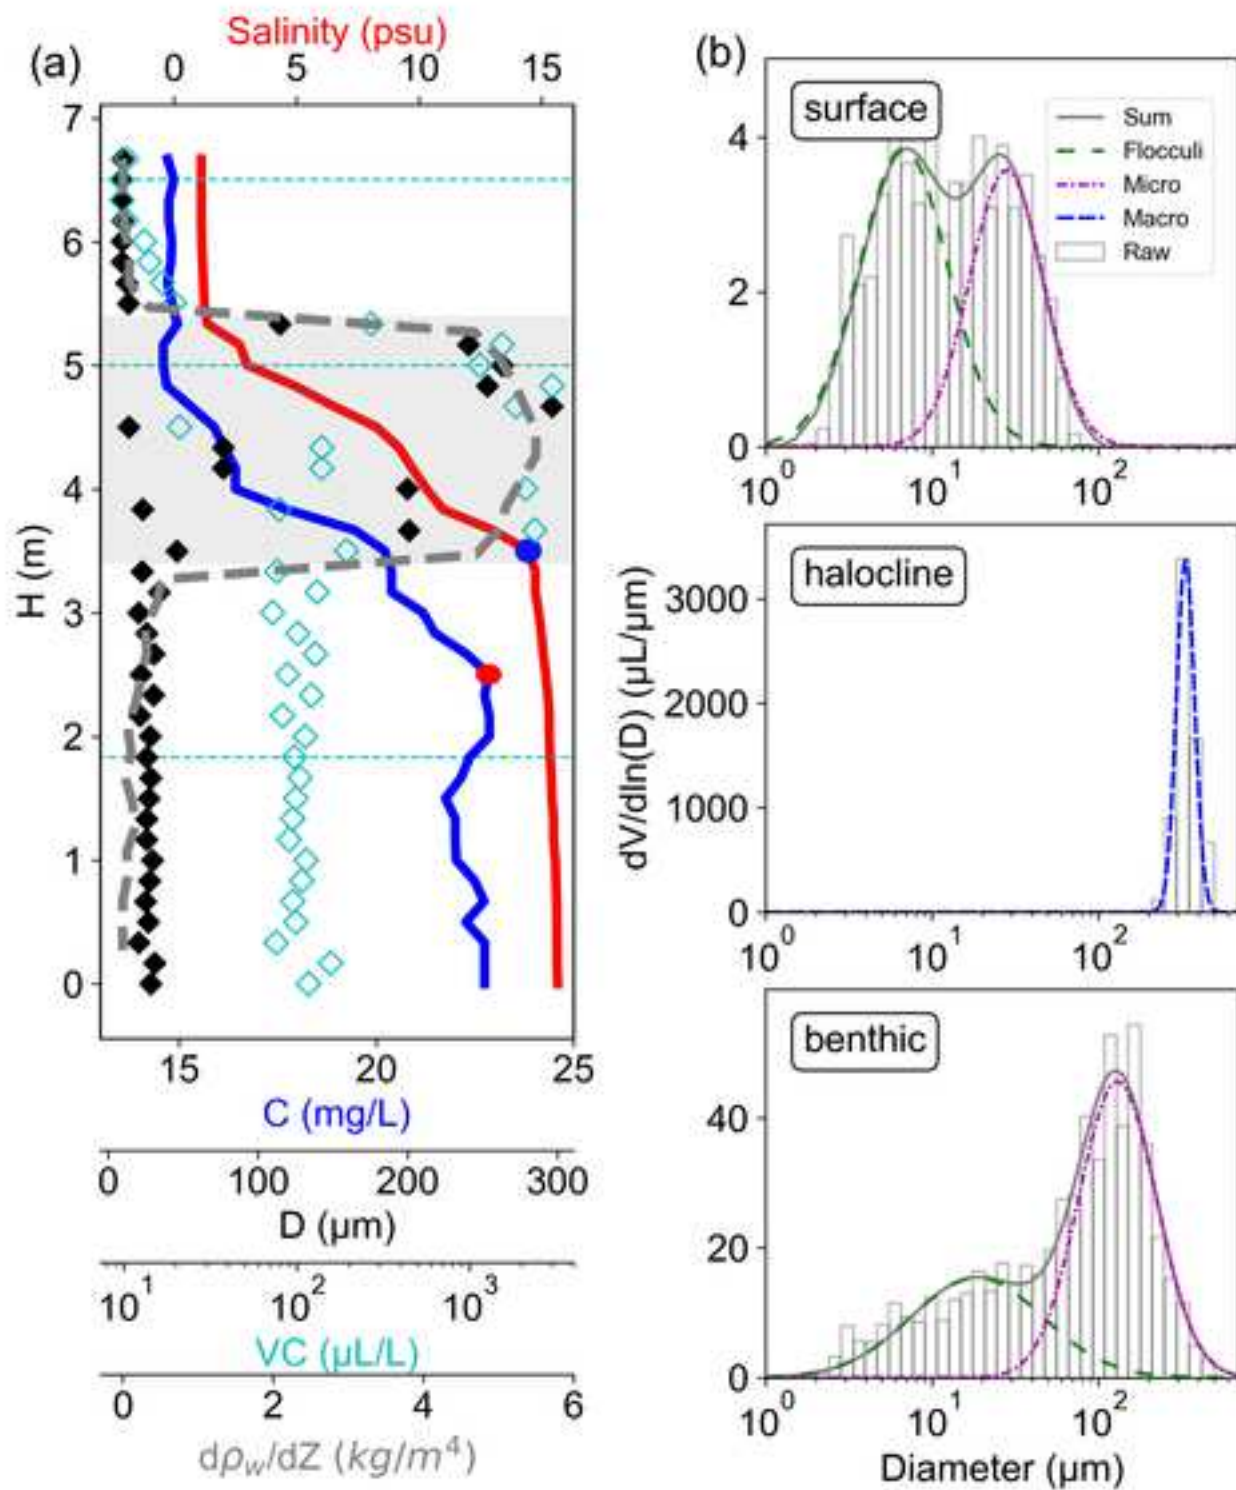 Salinity (psu)
(a) 0 5 10 15
7
6
5
4
3
2
1
0
H (m)
15 20 25
C (mg/L)
0 100 200 300
D (µm)
10¹ 10² 10³
VC (µL/L)
0 2 4 6
dρw/dZ (kg/m⁴)
(b)
surface
Sum
Flocculi
Micro
Macro
Raw
4
2
0
10⁰ 10¹ 10²
halocline
3000
2000
1000
0
10⁰ 10¹ 10²
dV/dln(D) (µL/µm)
benthic
40
20
0
10⁰ 10¹ 10²
Diameter (µm)